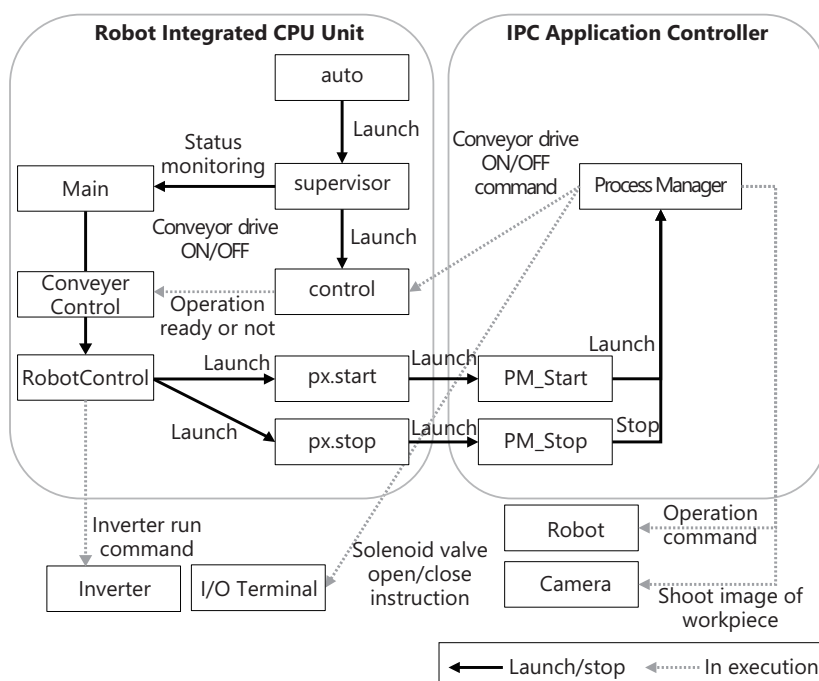 Robot Integrated CPU Unit
IPC Application Controller
auto
Launch
Status
monitoring
Conveyor drive
ON/OFF
command
Main
supervisor
Process Manager
Conveyor drive
ON/OFF
Launch
Conveyer
Control
control
Operation
ready or not
Launch
RobotControl
Launch
px.start
Launch
PM_Start
Launch
px.stop
Launch
PM_Stop
Stop
Inverter run
command
Solenoid valve
open/close
instruction
Robot
Operation
command
Inverter
I/O Terminal
Camera
Shoot image of
workpiece
Launch/stop
In execution